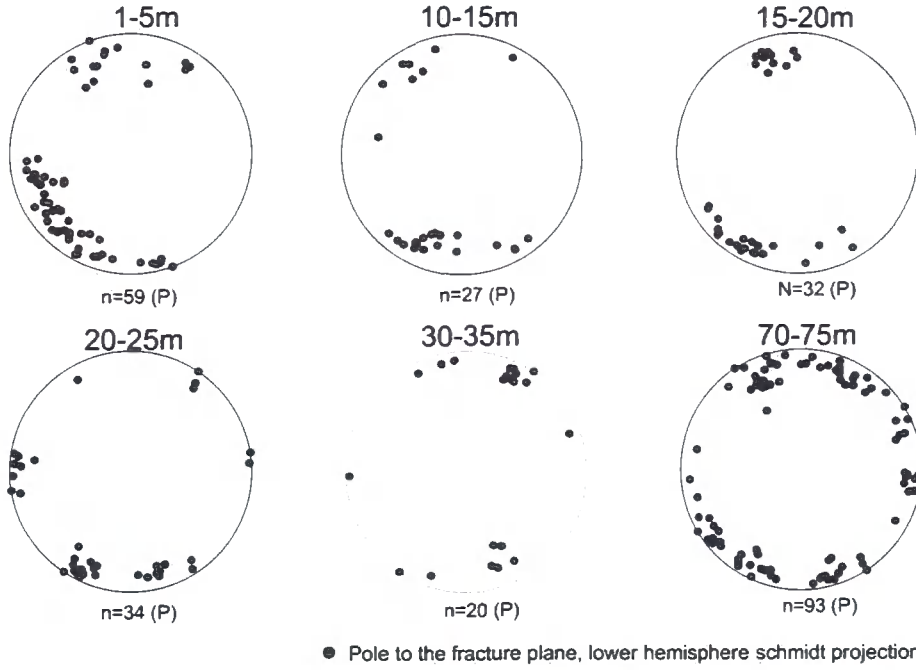 1-5m 10-15m 15-20m
n=59 (P) n=27 (P) N=32 (P)
20-25m 30-35m 70-75m
n=34 (P) n=20 (P) n=93 (P)
Pole to the fracture plane, lower hemisphere schmidt projection